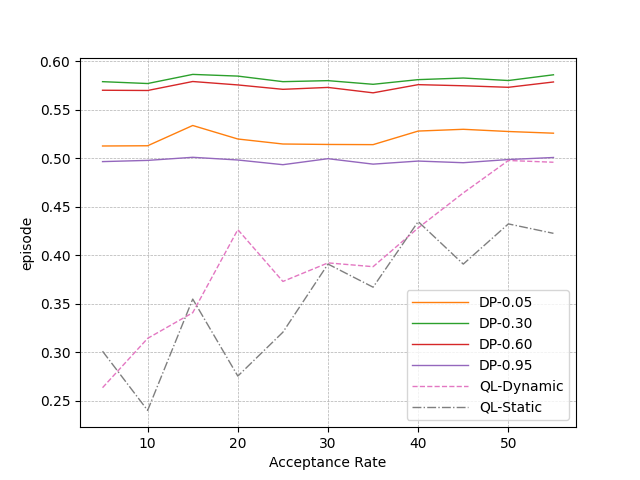 0.60
0.55
0.50
0.45
0.40
0.35
0.30
0.25
episode
10 20 30 40 50
Acceptance Rate
DP-0.05
DP-0.30
DP-0.60
DP-0.95
QL-Dynamic
QL-Static